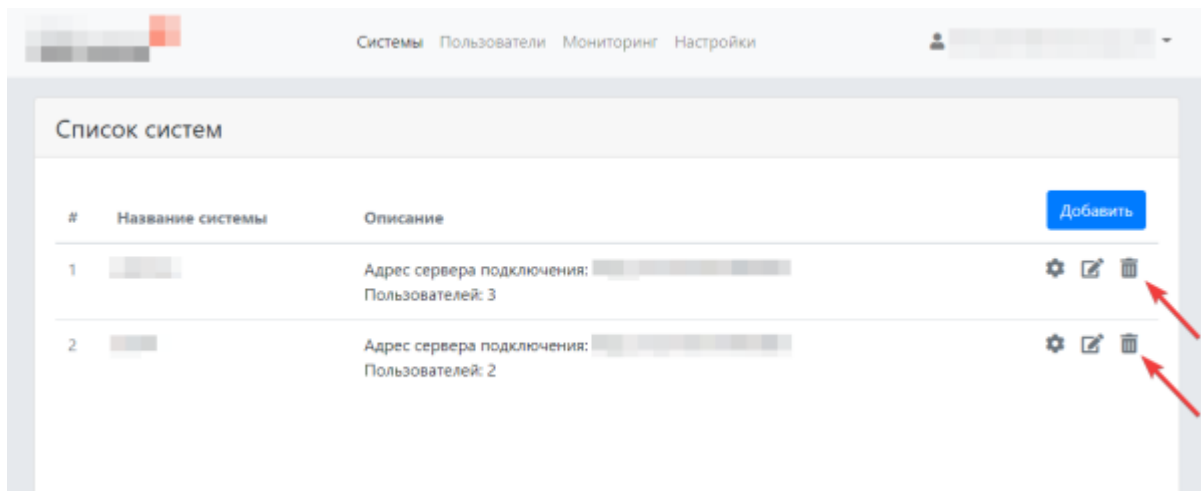 Системы Пользователи Мониторинг Настройки
Список систем
# Название системы Описание Добавить
1 Адрес сервера подключения:
Пользователей: 3
2 Адрес сервера подключения:
Пользователей: 2